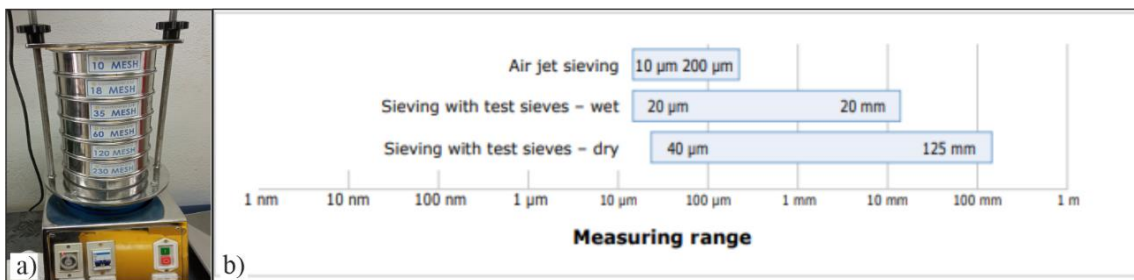 10 MESH
18 MESH
35 MESH
60 MESH
120 MESH
230 MESH
a)
b)
Air jet sieving
10 µm 200 µm
Sieving with test sieves – wet
20 µm
20 mm
Sieving with test sieves – dry
40 µm
125 mm
1 nm 10 nm 100 nm 1 µm 10 µm 100 µm 1 mm 10 mm 100 mm 1 m
Measuring range